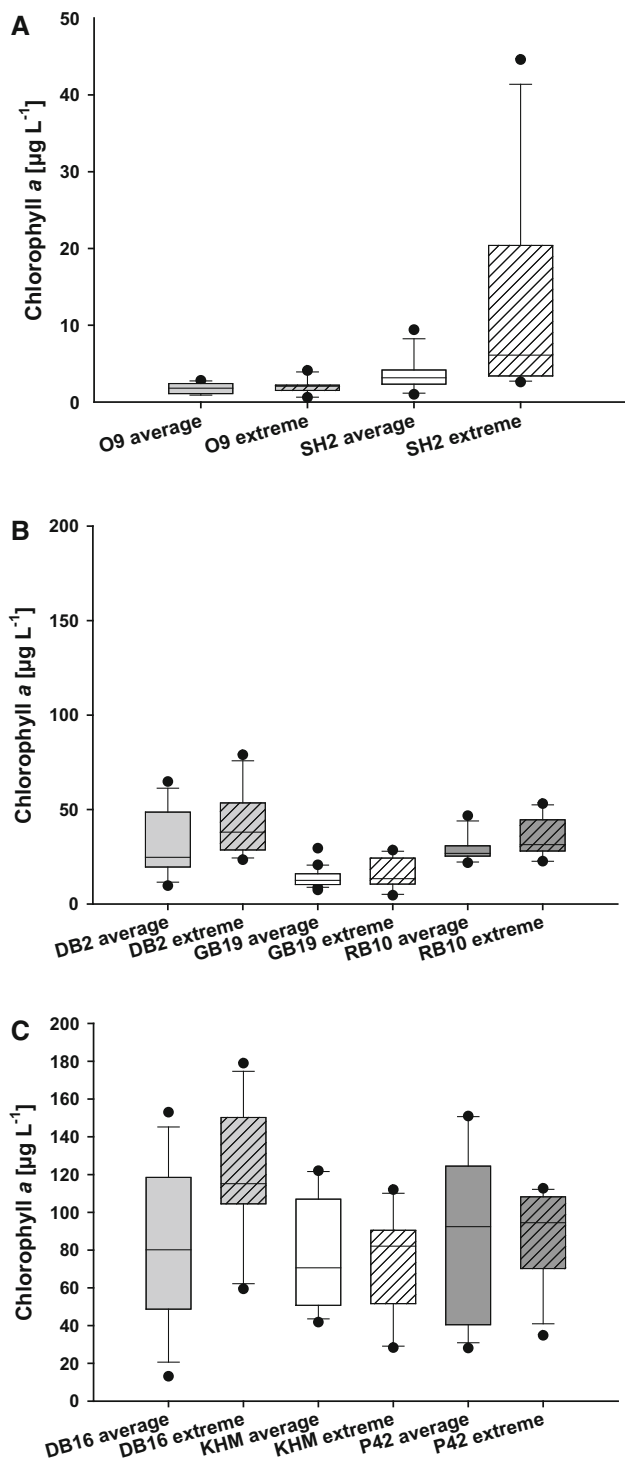 A
Chlorophyll a [µg L⁻¹]
50
40
30
20
10
0
O9 average
O9 extreme
SH2 average
SH2 extreme
B
Chlorophyll a [µg L⁻¹]
200
150
100
50
0
DB2 average
DB2 extreme
GB19 average
GB19 extreme
RB10 average
RB10 extreme
C
Chlorophyll a [µg L⁻¹]
200
180
160
140
120
100
80
60
40
20
0
DB16 average
DB16 extreme
KHM average
KHM extreme
P42 average
P42 extreme